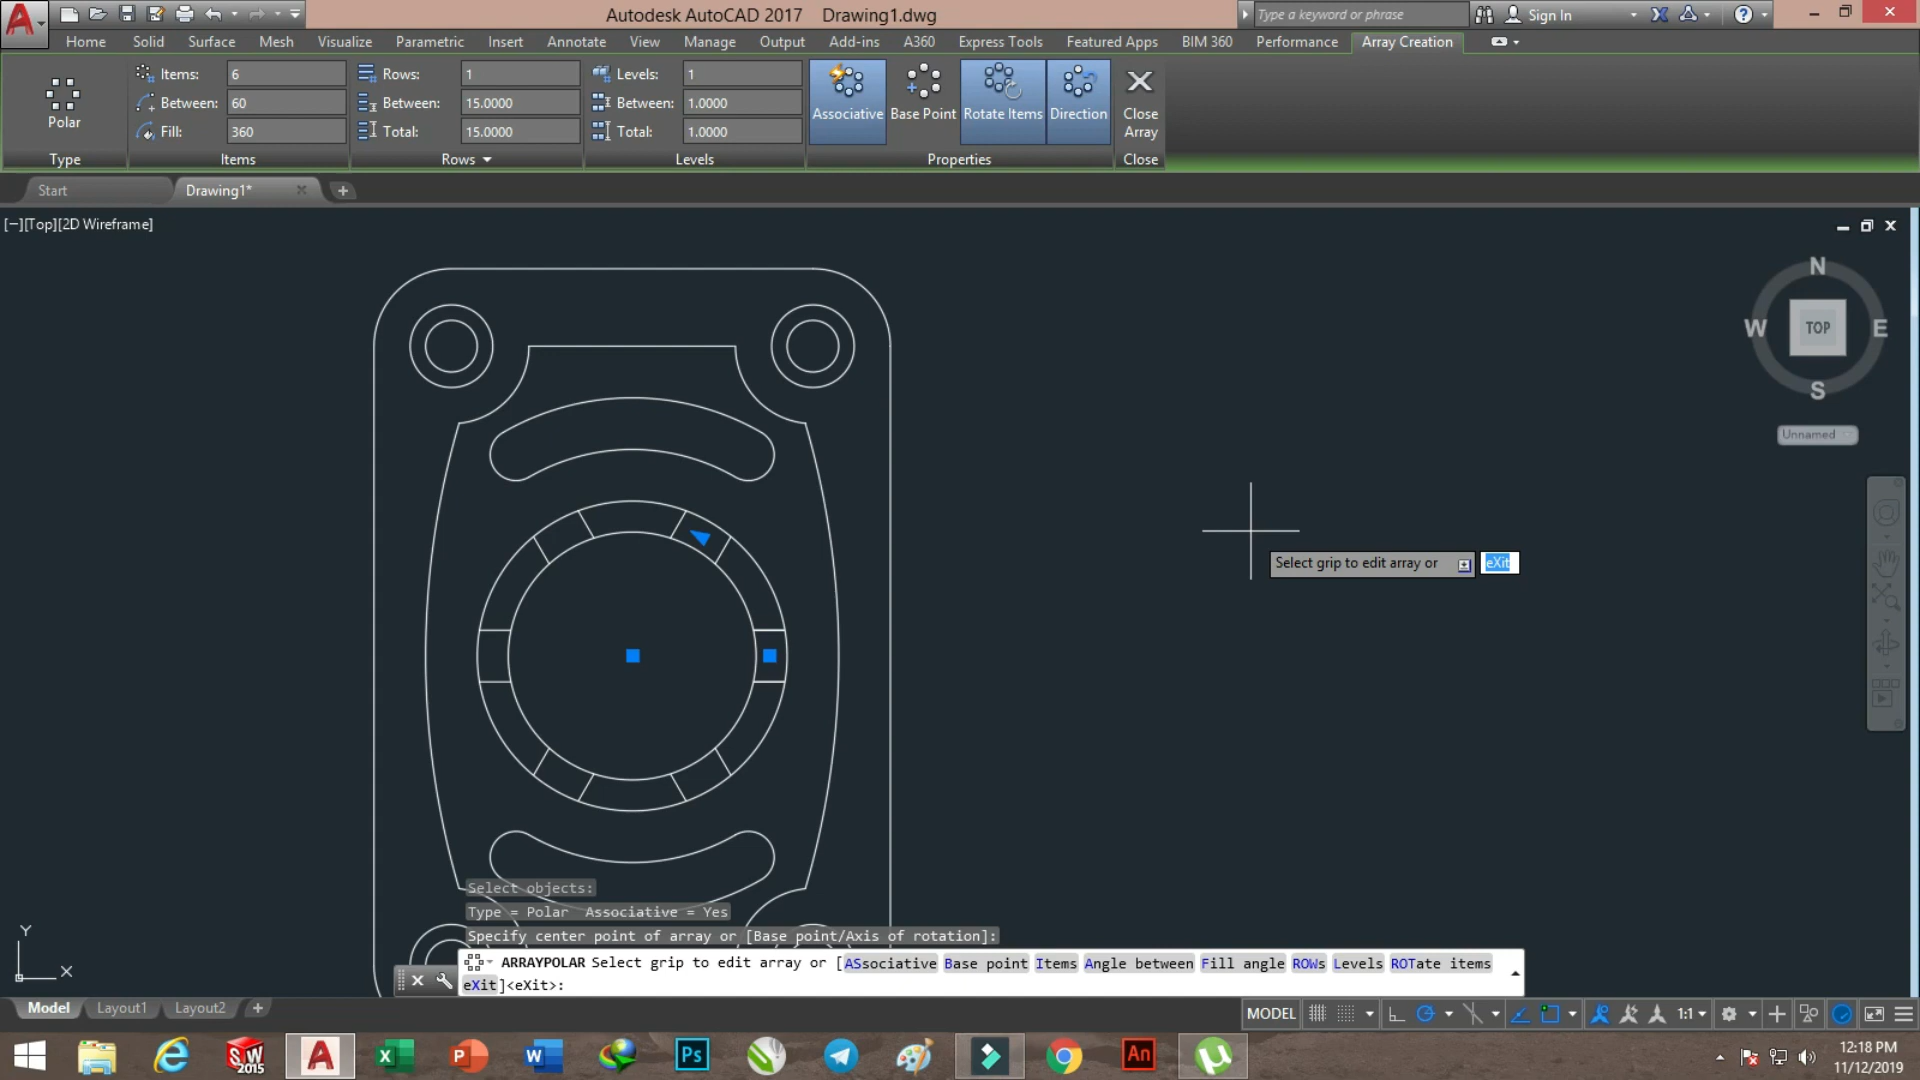 Autodesk AutoCAD 2017 Drawing1.dwg
Type a keyword or phrase
Sign In
Home Solid Surface Mesh Visualize Parametric Insert Annotate View Manage Output Add-ins A360 Express Tools Featured Apps BIM 360 Performance Array Creation
Items: 6 Rows: 1 Levels: 1
Between: 60 Between: 15.0000 Between: 1.0000
Fill: 360 Total: 15.0000 Total: 1.0000
Polar
Associative Base Point Rotate Items Direction
Close
Array
Type Items Rows Levels Properties Close
Start Drawing1*
[−][Top][2D Wireframe]
N
W TOP E
S
Unnamed
Select grip to edit array or eXit
Select objects:
Type = Polar Associative = Yes
Specify center point of array or [Base point/Axis of rotation]:
ARRAYPOLAR Select grip to edit array or [ASsociative Base point Items Angle between Fill angle ROWs Levels ROTate items
eXit]<eXit>:
Y
X
Model Layout1 Layout2
MODEL 1:1
SW
2015
Ps
An
12:18 PM
11/12/2019